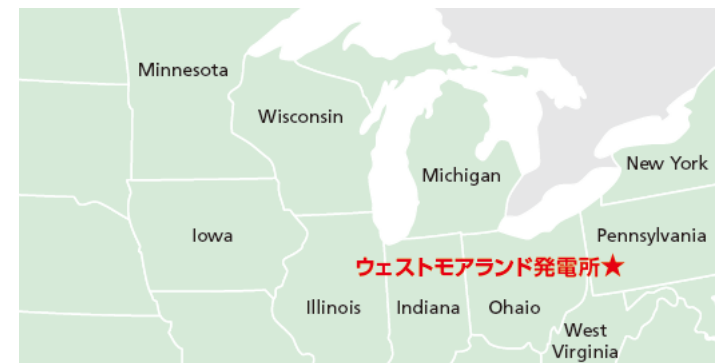 Minnesota
Wisconsin
Michigan
New York
Iowa
Pennsylvania
ウェストモアランド発電所★
Illinois
Indiana
Ohaio
West
Virginia